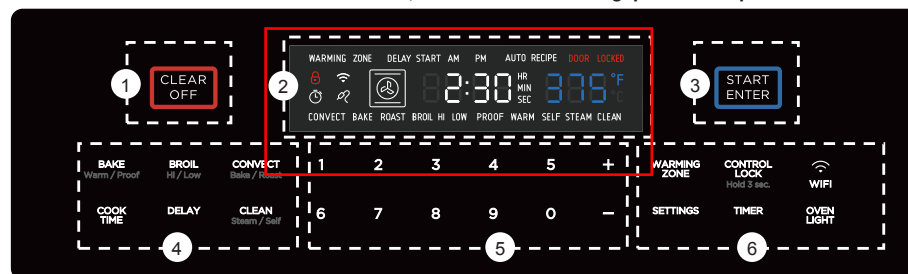 WARMING ZONE DELAY START AM PM AUTO RECIPE DOOR LOCKED
1
CLEAR
OFF
2
2:30
HR
MIN
SEC
375°F
°C
CONVECT BAKE ROAST BROIL HI LOW PROOF WARM SELF STEAM CLEAN
3
START
ENTER
BAKE
Warm / Proof
BROIL
Hi / Low
CONVECT
Bake / Roast
COOK
TIME
DELAY
CLEAN
Steam / Self
4
1 2 3 4 5 +
6 7 8 9 0 −
5
WARMING
ZONE
CONTROL
LOCK
Hold 3 sec.
WIFI
SETTINGS
TIMER
OVEN
LIGHT
6